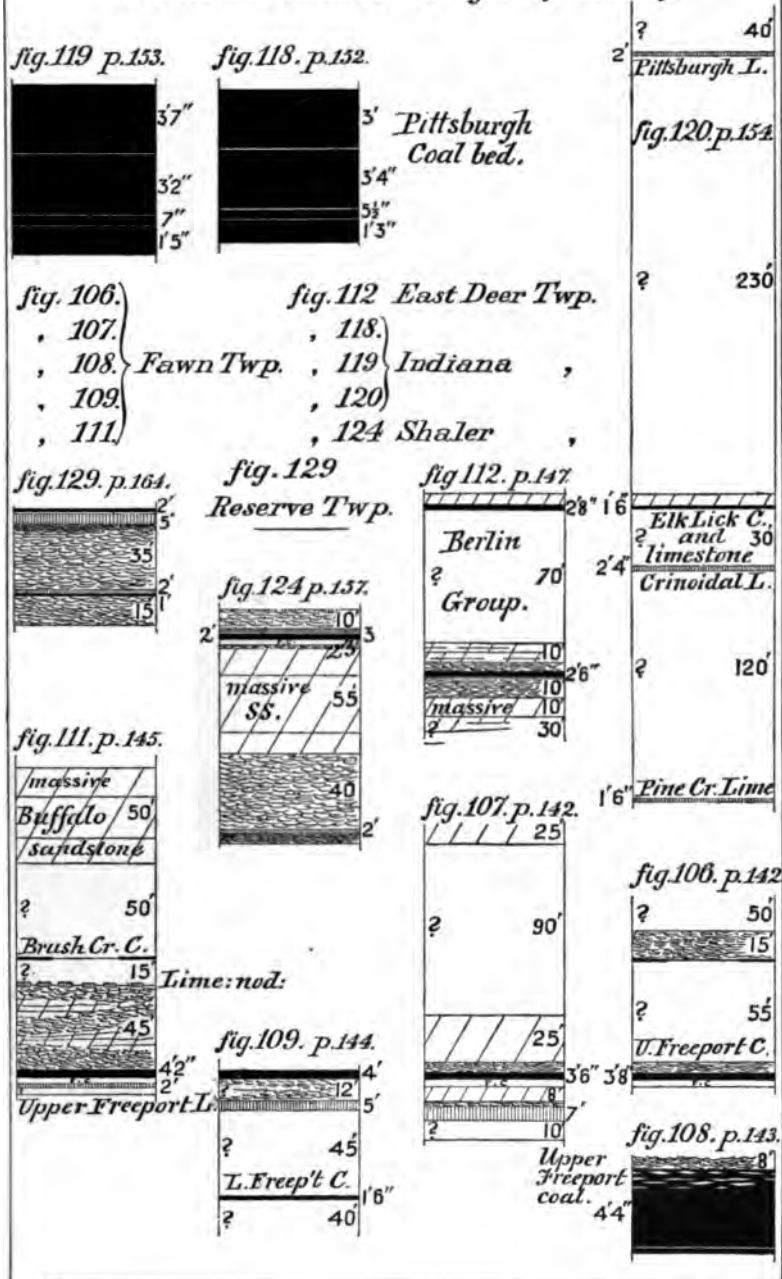 fig.119 p.153.
3'7"
3'2"
7"
1'5"
fig.118. p.152.
3'
3'4"
5½"
1'3"
Pittsburgh
Coal bed.
? 40'
2'
Pittsburgh L.
fig.120.p.154
? 230'
1'6"
Elk Lick C.,
? and 30
limestone
2'4"
Crinoidal L.
? 120'
Pine Cr. Lime
1'6"
fig. 106.
, 107.
, 108. Fawn Twp.
, 109.
, 111.
fig. 112 East Deer Twp.
, 118.
, 119 Indiana ,
, 120
, 124 Shaler ,
fig.129. p.164.
2'
5'
35
2'
1'
15
fig. 129
Reserve Twp.
fig.124 p.157.
10'
2' 3
massive
SS. 55'
40
2'
fig 112. p.147.
2'8"
Berlin
? 70'
Group.
10'
2'6"
10'
massive 10'
? 30'
fig.111. p.145.
massive
Buffalo 50'
sandstone
? 50'
Brush Cr. C.
? 15'
Lime: nod:
45'
4'2"
F.C
2'
Upper Freeport L.
fig.109. p.144.
4'
? 12'
5'
? 45'
L. Freep't C.
1'6"
? 40'
fig.107. p.142.
25'
? 90'
25'
3'6"
F.C
8'
7'
? 10'
fig.106. p.142
? 50'
15'
? 55'
U. Freeport C.
3'8"
F.C
fig.108. p.143.
8'
Upper
Freeport
coal.
4'4"